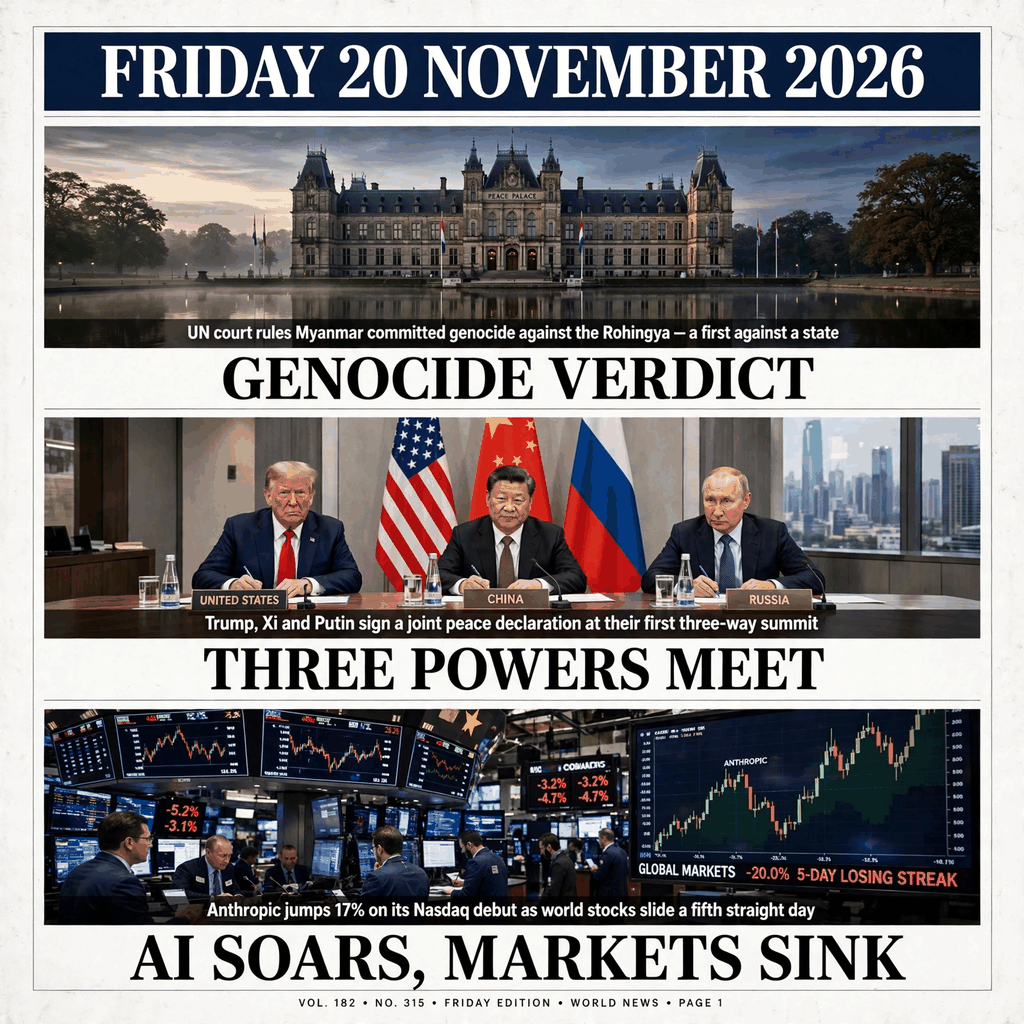 FRIDAY 20 NOVEMBER 2026
PEACE PALACE
UN court rules Myanmar committed genocide against the Rohingya — a first against a state
GENOCIDE VERDICT
UNITED STATES
CHINA
RUSSIA
Trump, Xi and Putin sign a joint peace declaration at their first three-way summit
THREE POWERS MEET
-5.2%
-3.1%
-3.2% -3.2%
-4.7% -4.7%
ANTHROPIC
GLOBAL MARKETS -20.0% 5-DAY LOSING STREAK
Anthropic jumps 17% on its Nasdaq debut as world stocks slide a fifth straight day
AI SOARS, MARKETS SINK
VOL. 182 • NO. 315 • FRIDAY EDITION • WORLD NEWS • PAGE 1